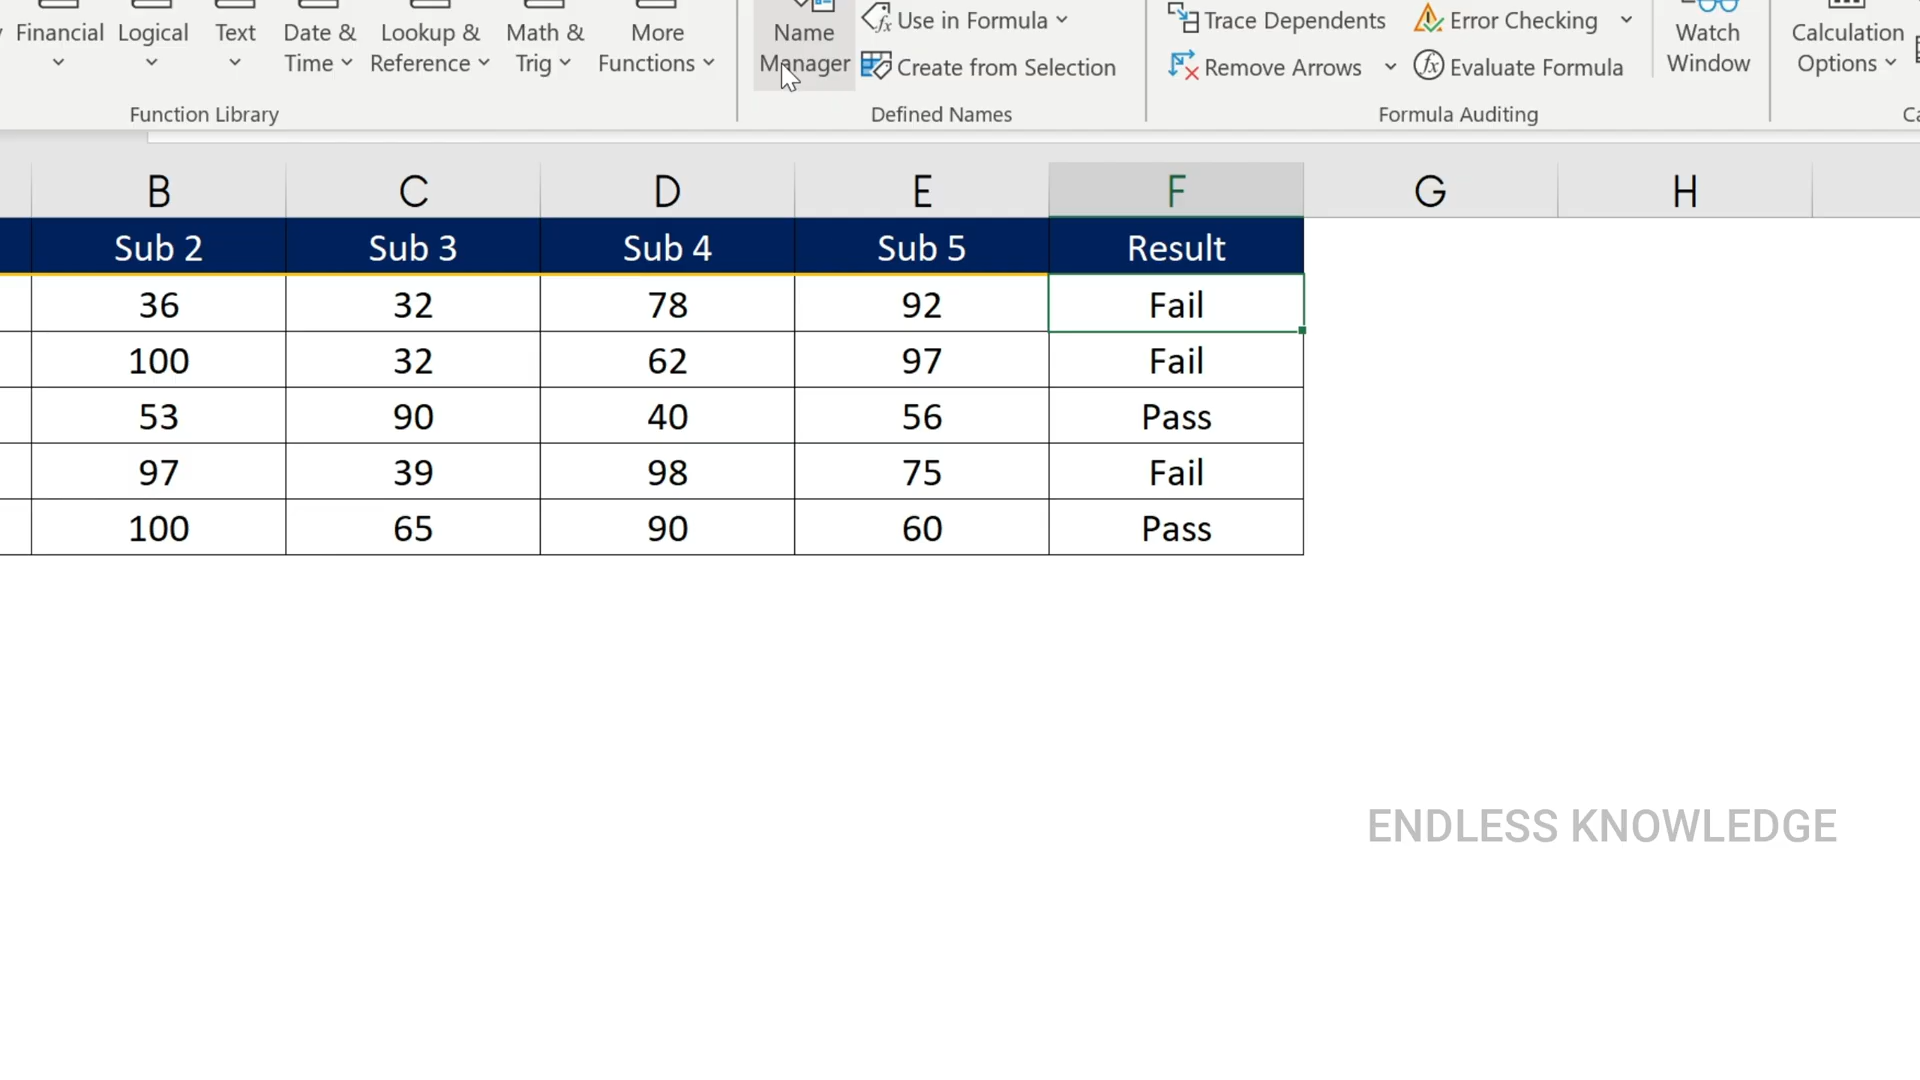 Financial Logical Text Date & Time Lookup & Reference Math & Trig More Functions
Function Library
Name Manager
Use in Formula
Create from Selection
Defined Names
Trace Dependents
Remove Arrows
Error Checking
Evaluate Formula
Formula Auditing
Watch Window
Calculation Options
B C D E F G H
Sub 2 Sub 3 Sub 4 Sub 5 Result
36 32 78 92 Fail
100 32 62 97 Fail
53 90 40 56 Pass
97 39 98 75 Fail
100 65 90 60 Pass
ENDLESS KNOWLEDGE